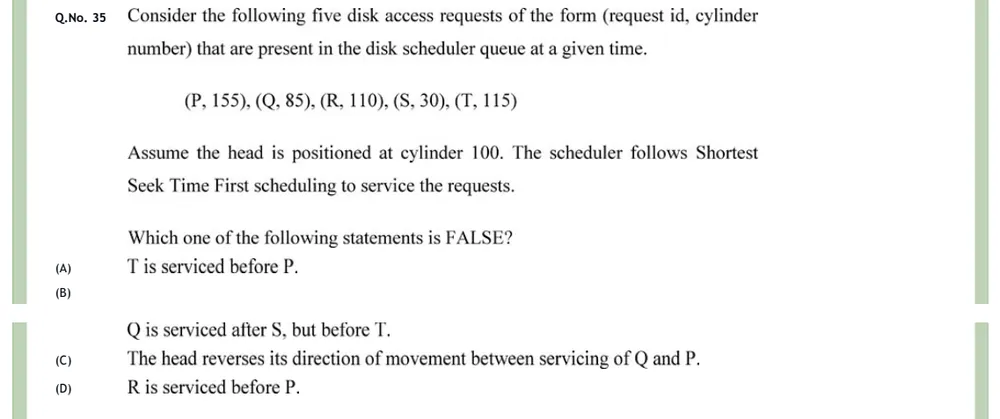 Q.No. 35 Consider the following five disk access requests of the form (request id, cylinder
number) that are present in the disk scheduler queue at a given time.
(P, 155), (Q, 85), (R, 110), (S, 30), (T, 115)
Assume the head is positioned at cylinder 100. The scheduler follows Shortest
Seek Time First scheduling to service the requests.
Which one of the following statements is FALSE?
(A) T is serviced before P.
(B)
Q is serviced after S, but before T.
(C) The head reverses its direction of movement between servicing of Q and P.
(D) R is serviced before P.